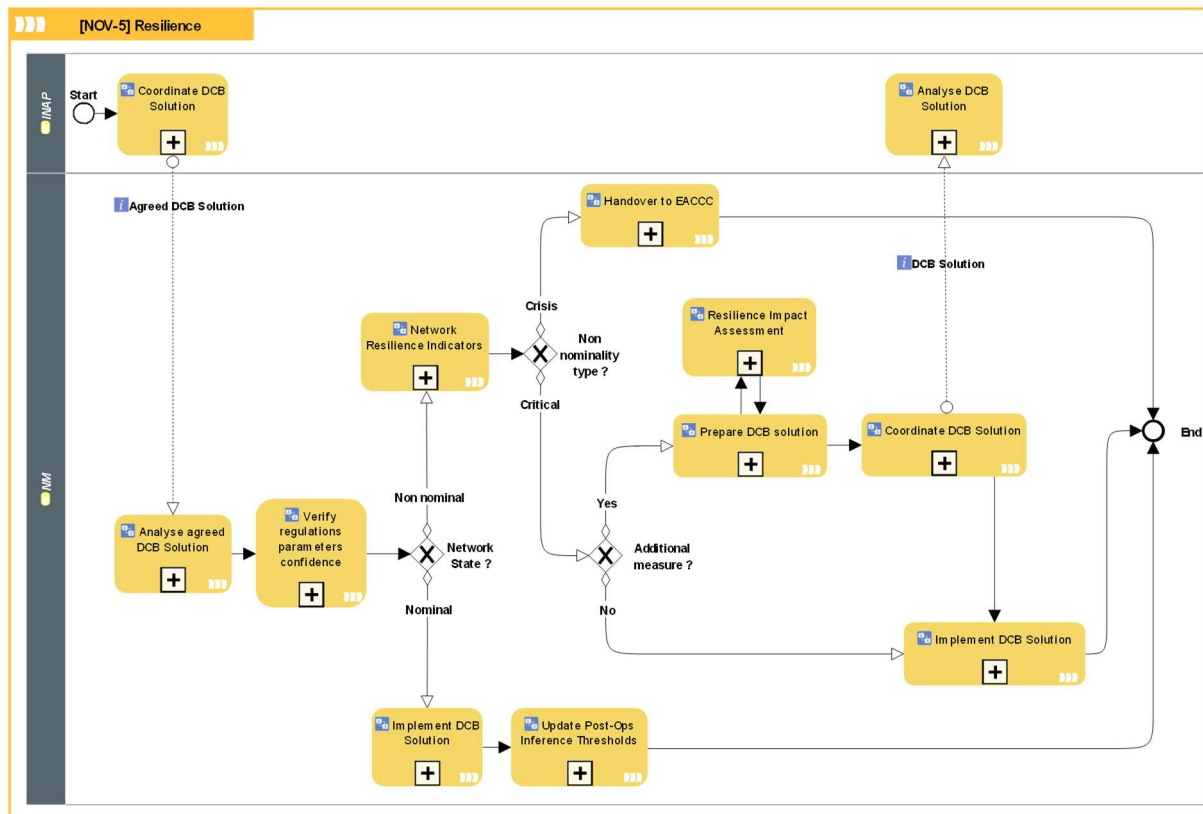 [NOV-5] Resilience
INAP
Start
Coordinate DCB
Solution
Analyse DCB
Solution
Agreed DCB Solution
NM
Handover to EACCC
DCB Solution
Crisis
Non
nominality
type ?
Critical
Network
Resilience Indicators
Resilience Impact
Assessment
Prepare DCB solution
Coordinate DCB Solution
End
Non nominal
Yes
Analyse agreed
DCB Solution
Verify
regulations
parameters
confidence
Network
State ?
Additional
measure ?
Nominal
No
Implement DCB Solution
Implement DCB
Solution
Update Post-Ops
Inference Thresholds